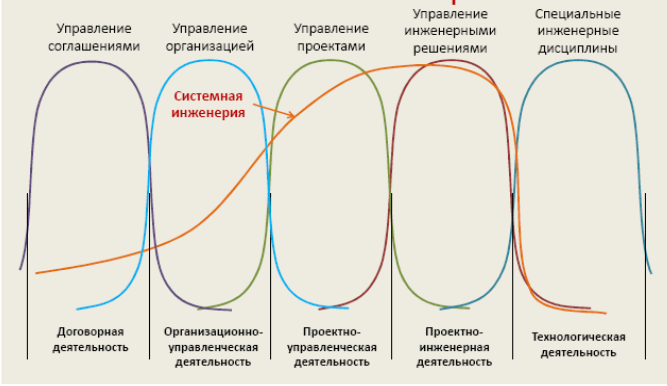 Управление
соглашениями
Управление
организацией
Управление
проектами
Управление
инженерными
решениями
Специальные
инженерные
дисциплины
Системная
инженерия
Договорная
деятельность
Организационно-
управленческая
деятельность
Проектно-
управленческая
деятельность
Проектно-
инженерная
деятельность
Технологическая
деятельность